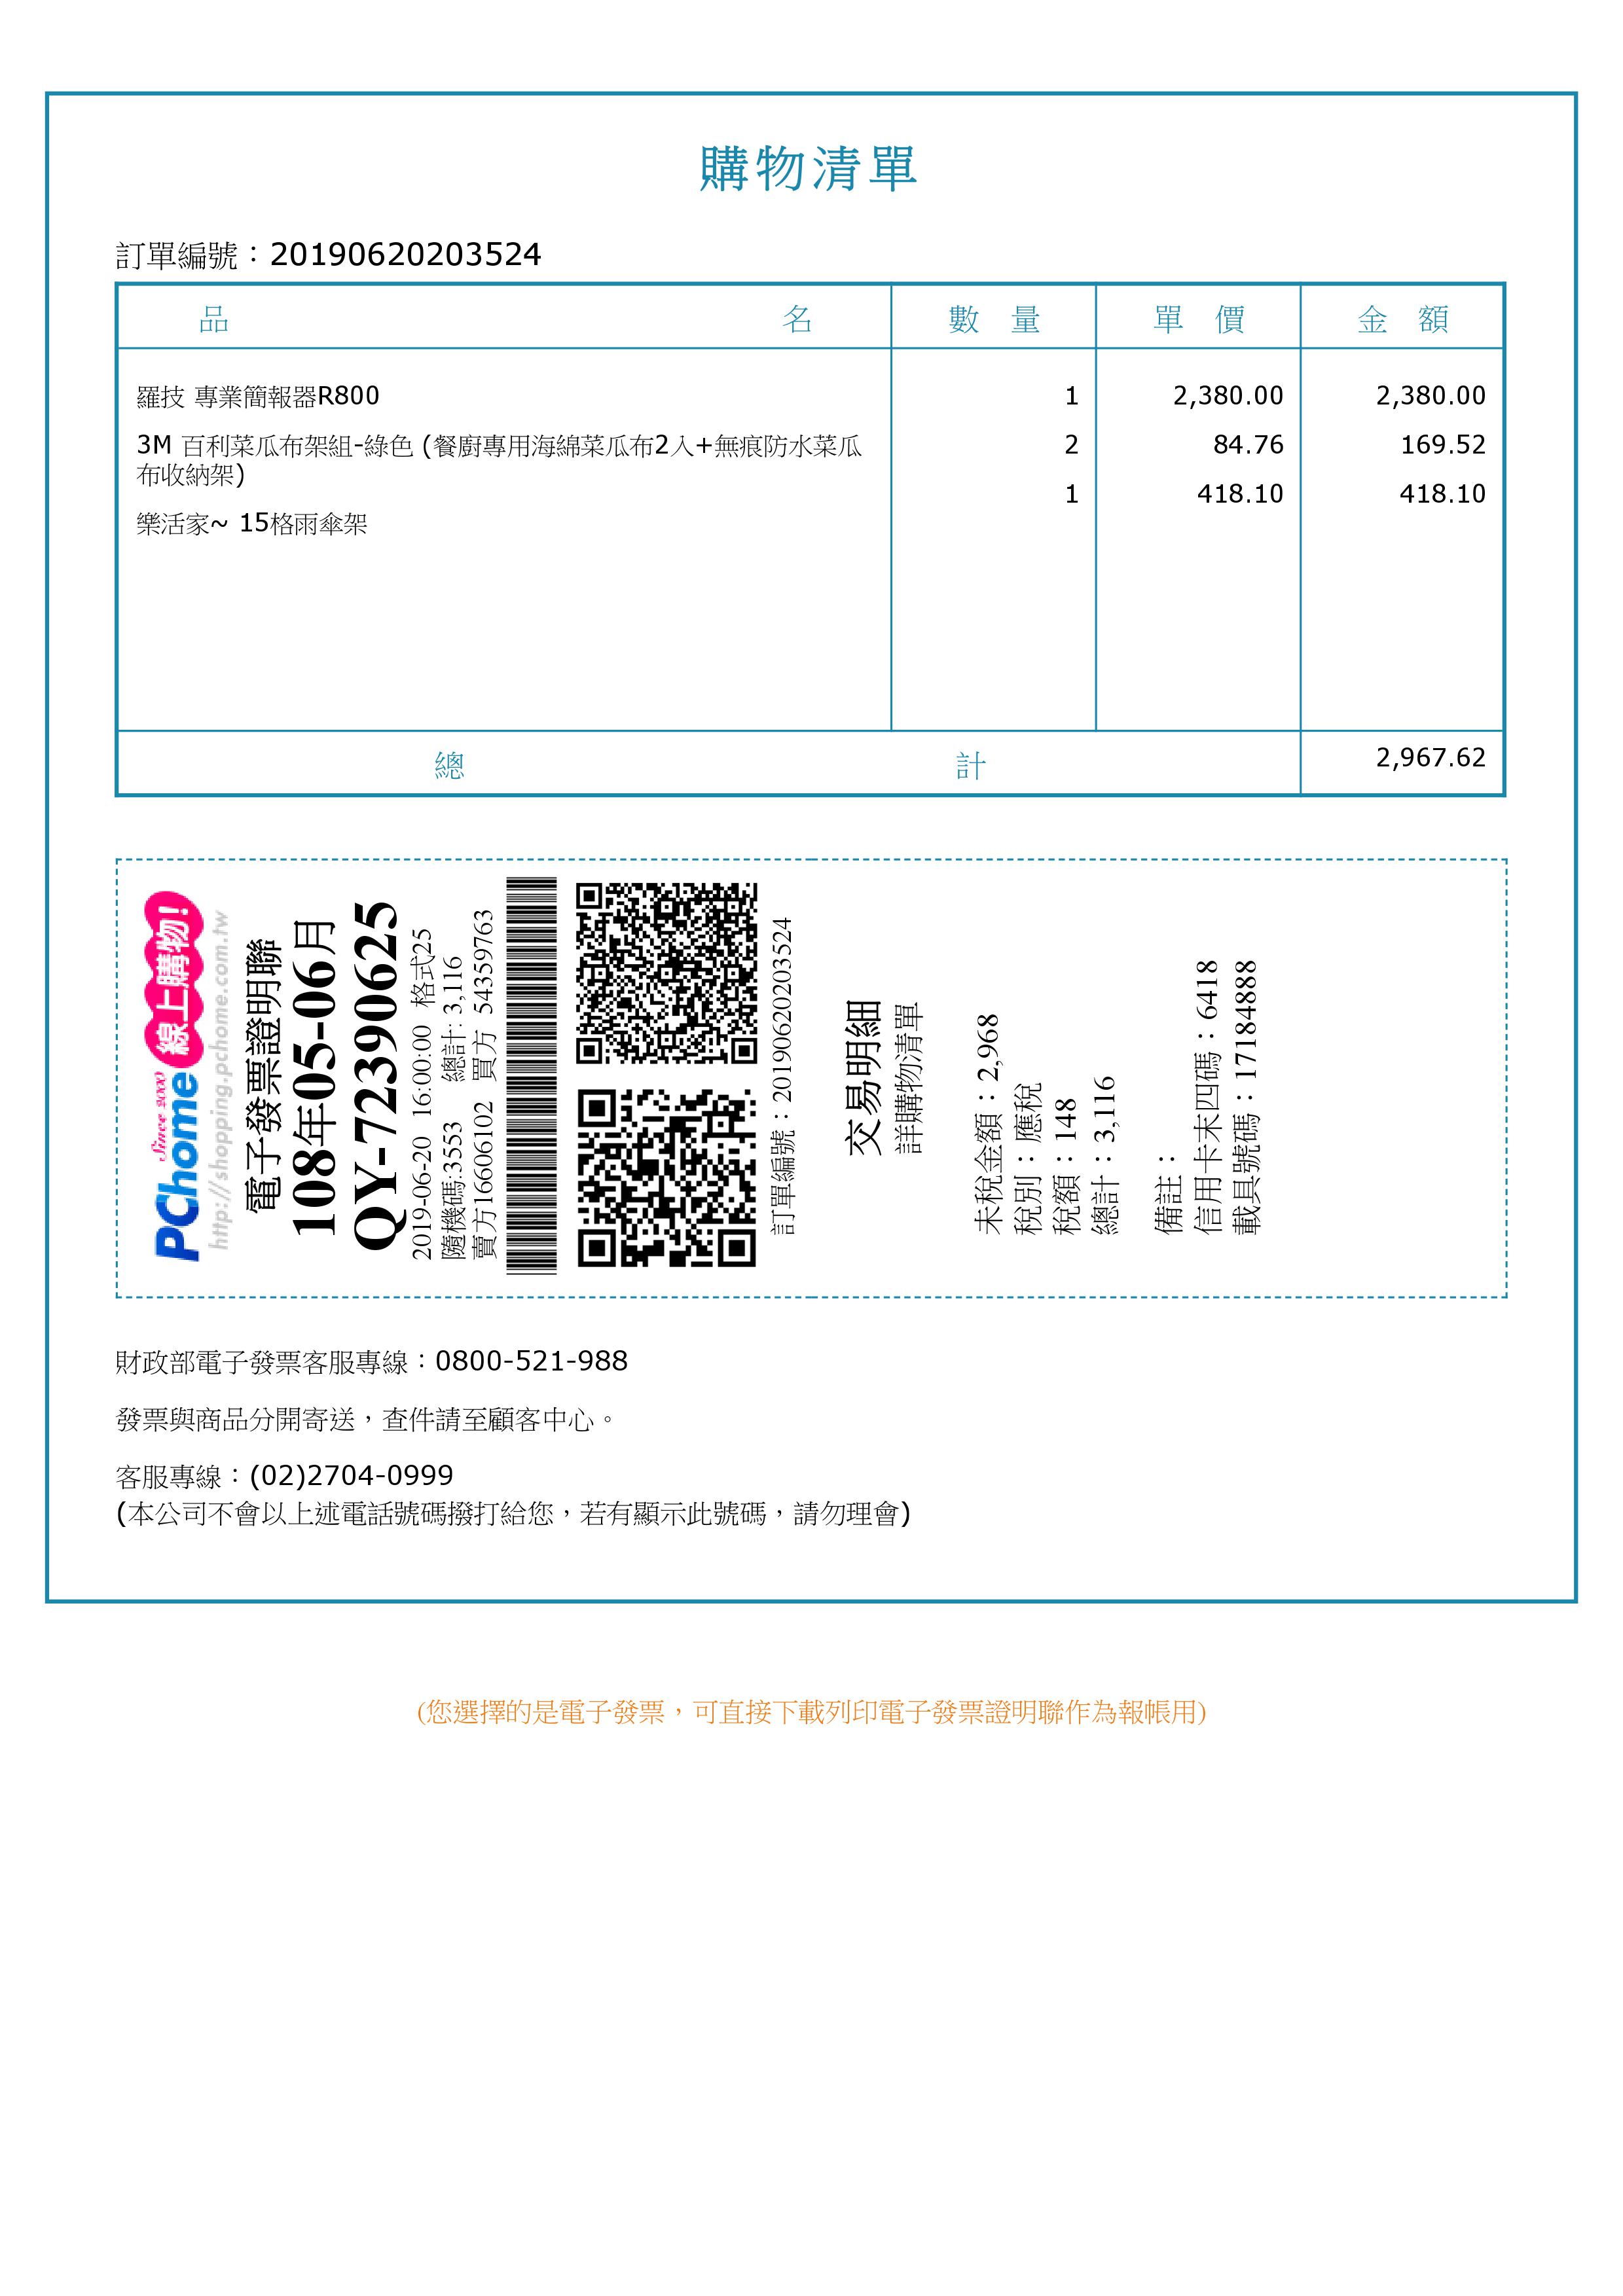 購物清單
訂單編號：20190620203524
品 名 數 量 單 價 金 額
羅技 專業簡報器R800 1 2,380.00 2,380.00
3M 百利菜瓜布架組-綠色 (餐廚專用海綿菜瓜布2入+無痕防水菜瓜 2 84.76 169.52
布收納架)
樂活家~ 15格雨傘架 1 418.10 418.10
總 計 2,967.62
PChome Since 2000 線上購物!
http://shopping.pchome.com.tw
電子發票證明聯
108年05-06月
QY-72390625
2019-06-20 16:00:00 格式25
隨機碼:3553 總計: 3,116
賣方16606102 買方 54359763
訂單編號：20190620203524
交易明細
詳購物清單
未稅金額：2,968
稅別：應稅
稅額：148
總計：3,116
備註：
信用卡末四碼：6418
載具號碼：17184888
財政部電子發票客服專線：0800-521-988
發票與商品分開寄送，查件請至顧客中心。
客服專線：(02)2704-0999
(本公司不會以上述電話號碼撥打給您，若有顯示此號碼，請勿理會)
(您選擇的是電子發票，可直接下載列印電子發票證明聯作為報帳用)